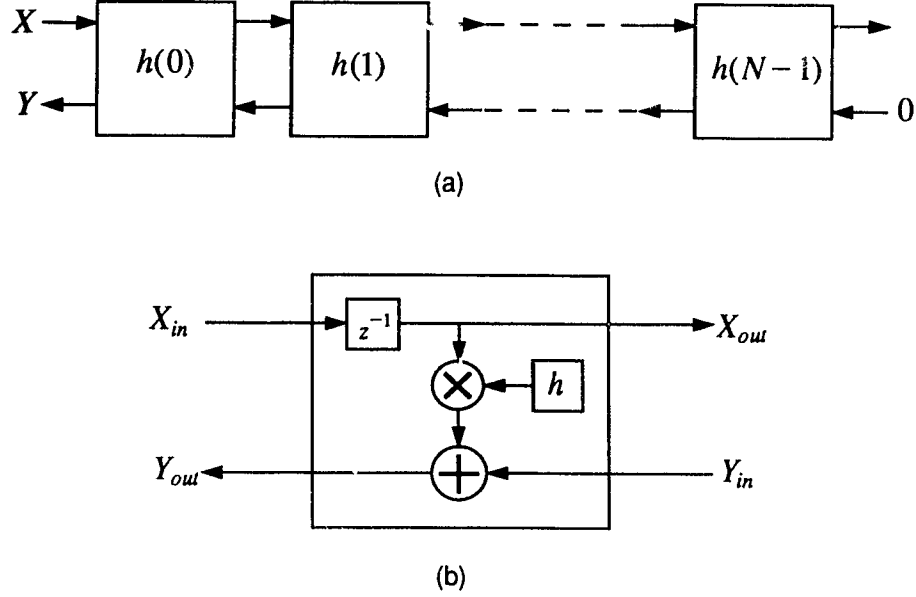 X
h(0)
h(1)
h(N-1)
Y
0
(a)
X_in
z^-1
X_out
h
Y_out
Y_in
(b)